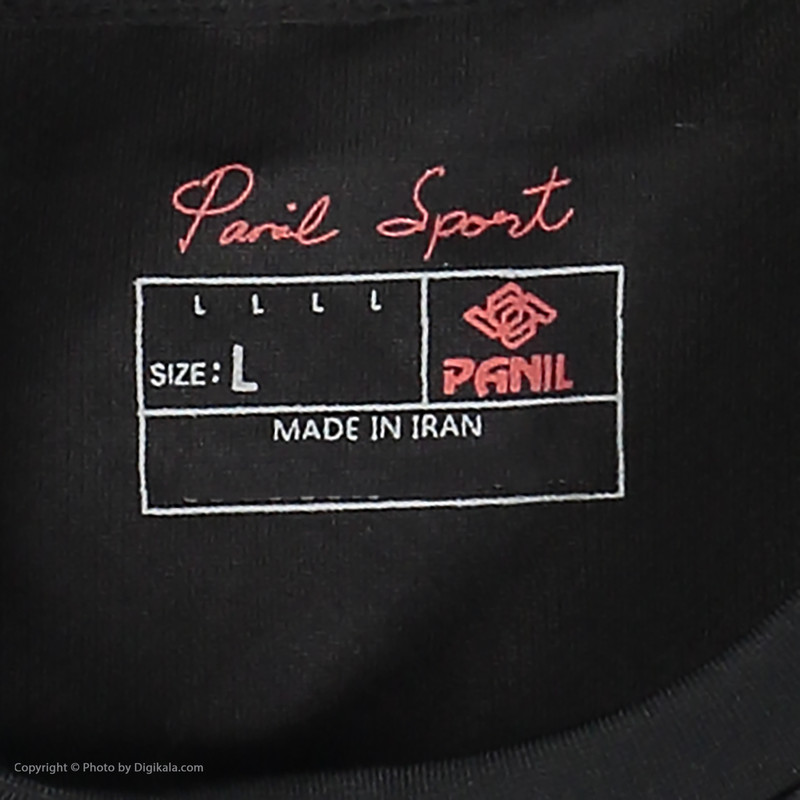 Panil Sport
L L L L
SIZE: L
PANIL
MADE IN IRAN
Copyright © Photo by Digikala.com